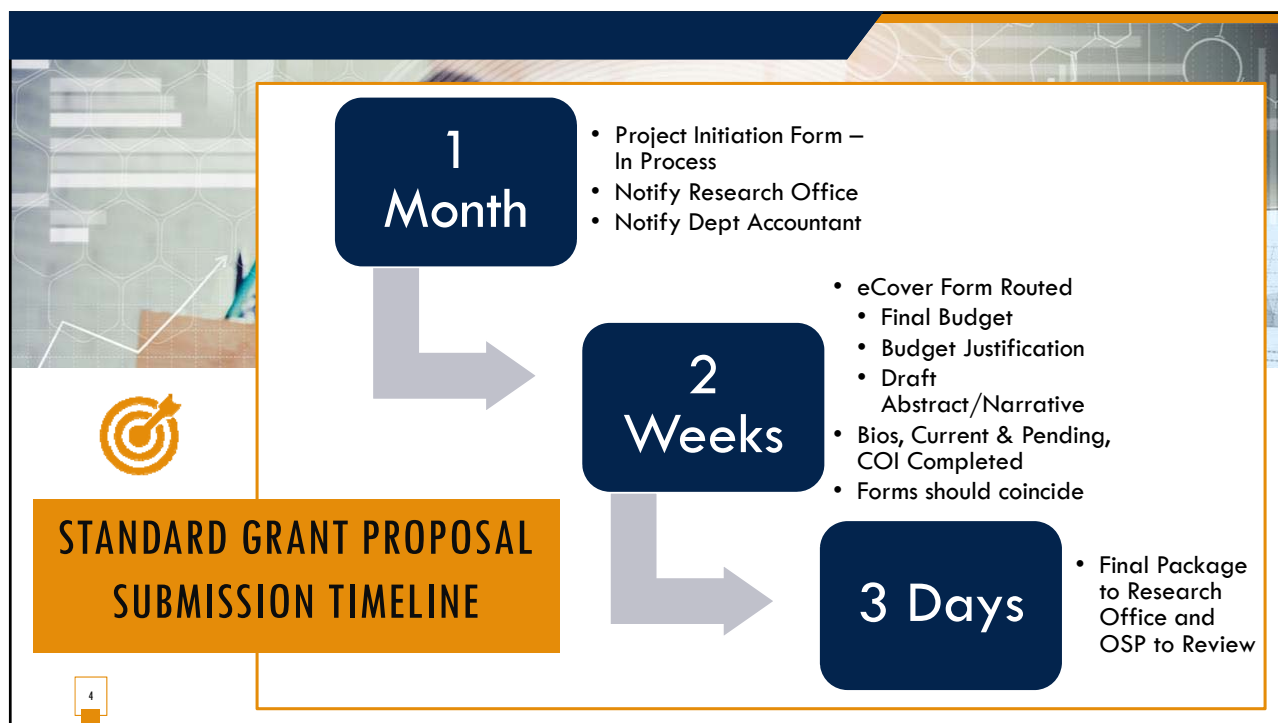 1
Month
• Project Initiation Form –
In Process
• Notify Research Office
• Notify Dept Accountant
2
Weeks
• eCover Form Routed
• Final Budget
• Budget Justification
• Draft
Abstract/Narrative
• Bios, Current & Pending,
COI Completed
• Forms should coincide
3 Days
• Final Package
to Research
Office and
OSP to Review
STANDARD GRANT PROPOSAL
SUBMISSION TIMELINE
4